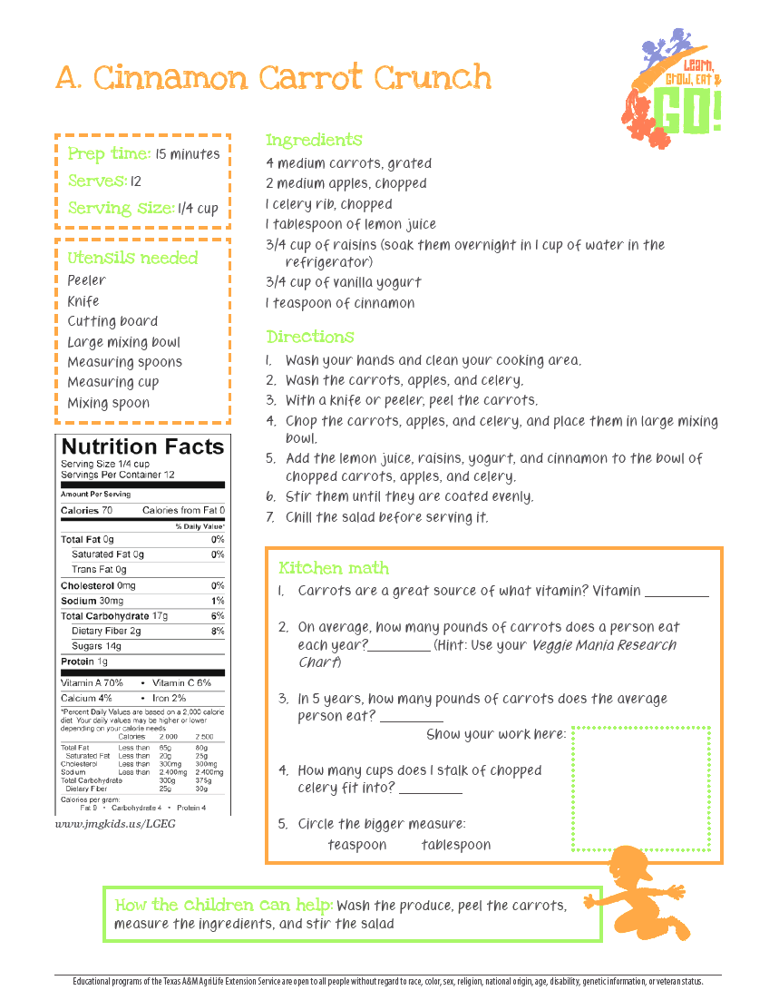 A. Cinnamon Carrot Crunch
Learn,
Grow, Eat &
GO!
Prep time: 15 minutes
Serves: 12
Serving size: 1/4 cup
Utensils needed
Peeler
Knife
Cutting board
Large mixing bowl
Measuring spoons
Measuring cup
Mixing spoon
Nutrition Facts
Serving Size 1/4 cup
Servings Per Container 12
Amount Per Serving
Calories 70 Calories from Fat 0
% Daily Value*
Total Fat 0g 0%
Saturated Fat 0g 0%
Trans Fat 0g
Cholesterol 0mg 0%
Sodium 30mg 1%
Total Carbohydrate 17g 6%
Dietary Fiber 2g 8%
Sugars 14g
Protein 1g
Vitamin A 70% • Vitamin C 6%
Calcium 4% • Iron 2%
*Percent Daily Values are based on a 2,000 calorie
diet. Your daily values may be higher or lower
depending on your calorie needs
Calories 2,000 2,500
Total Fat Less than 65g 80g
Saturated Fat Less than 20g 25g
Cholesterol Less than 300mg 300mg
Sodium Less than 2,400mg 2,400mg
Total Carbohydrate 300g 375g
Dietary Fiber 25g 30g
Calories per gram:
Fat 9 • Carbohydrate 4 • Protein 4
www.jmgkids.us/LGEG
Ingredients
4 medium carrots, grated
2 medium apples, chopped
1 celery rib, chopped
1 tablespoon of lemon juice
3/4 cup of raisins (soak them overnight in 1 cup of water in the
refrigerator)
3/4 cup of vanilla yogurt
1 teaspoon of cinnamon
Directions
1. Wash your hands and clean your cooking area.
2. Wash the carrots, apples, and celery.
3. With a knife or peeler, peel the carrots.
4. Chop the carrots, apples, and celery, and place them in large mixing
bowl.
5. Add the lemon juice, raisins, yogurt, and cinnamon to the bowl of
chopped carrots, apples, and celery.
6. Stir them until they are coated evenly.
7. Chill the salad before serving it.
Kitchen math
1. Carrots are a great source of what vitamin? Vitamin ________
2. On average, how many pounds of carrots does a person eat
each year?________ (Hint: Use your Veggie Mania Research
Chart)
3. In 5 years, how many pounds of carrots does the average
person eat? ________
Show your work here:
4. How many cups does 1 stalk of chopped
celery fit into? ________
5. Circle the bigger measure:
teaspoon tablespoon
How the children can help: Wash the produce, peel the carrots,
measure the ingredients, and stir the salad
Educational programs of the Texas A&M AgriLife Extension Service are open to all people without regard to race, color, sex, religion, national origin, age, disability, genetic information, or veteran status.